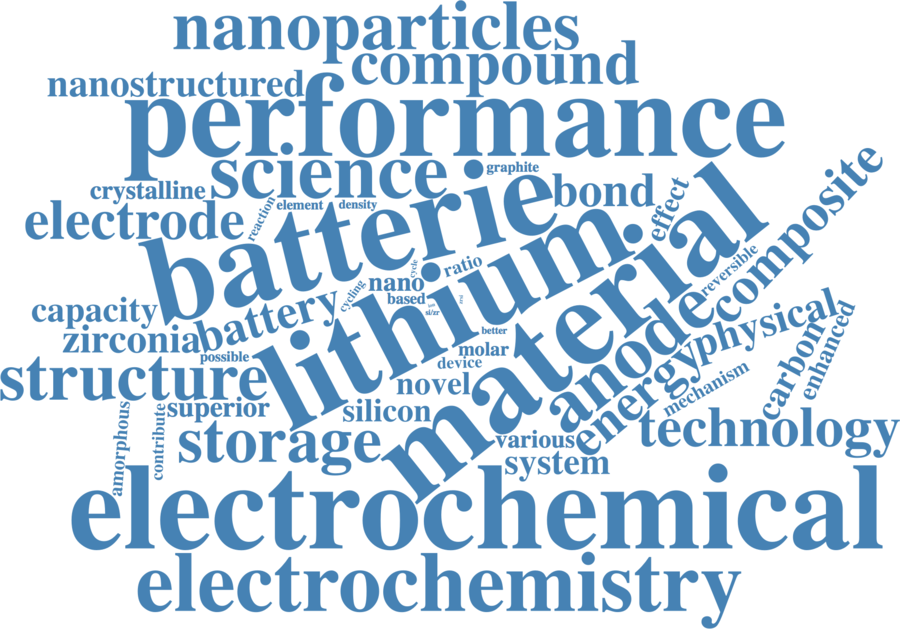 nanoparticles
compound
nanostructured
performance
science
graphite
crystalline
element
density
bond
effect
composite
electrode
reaction
batterie
lithium
material
reversible
cycle
ratio
nano
cycling
based
si/zr
capacity
battery
zirconia
better
possible
molar
device
anode
physical
energy
carbon
enhanced
mechanism
structure
novel
superior
silicon
amorphous
contribute
storage
various
technology
system
electrochemical
electrochemistry